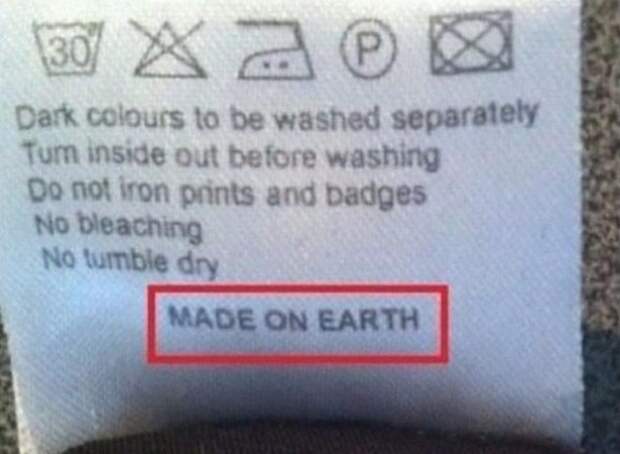 30 P
Dark colours to be washed separately
Turn inside out before washing
Do not iron prints and badges
No bleaching
No tumble dry
MADE ON EARTH